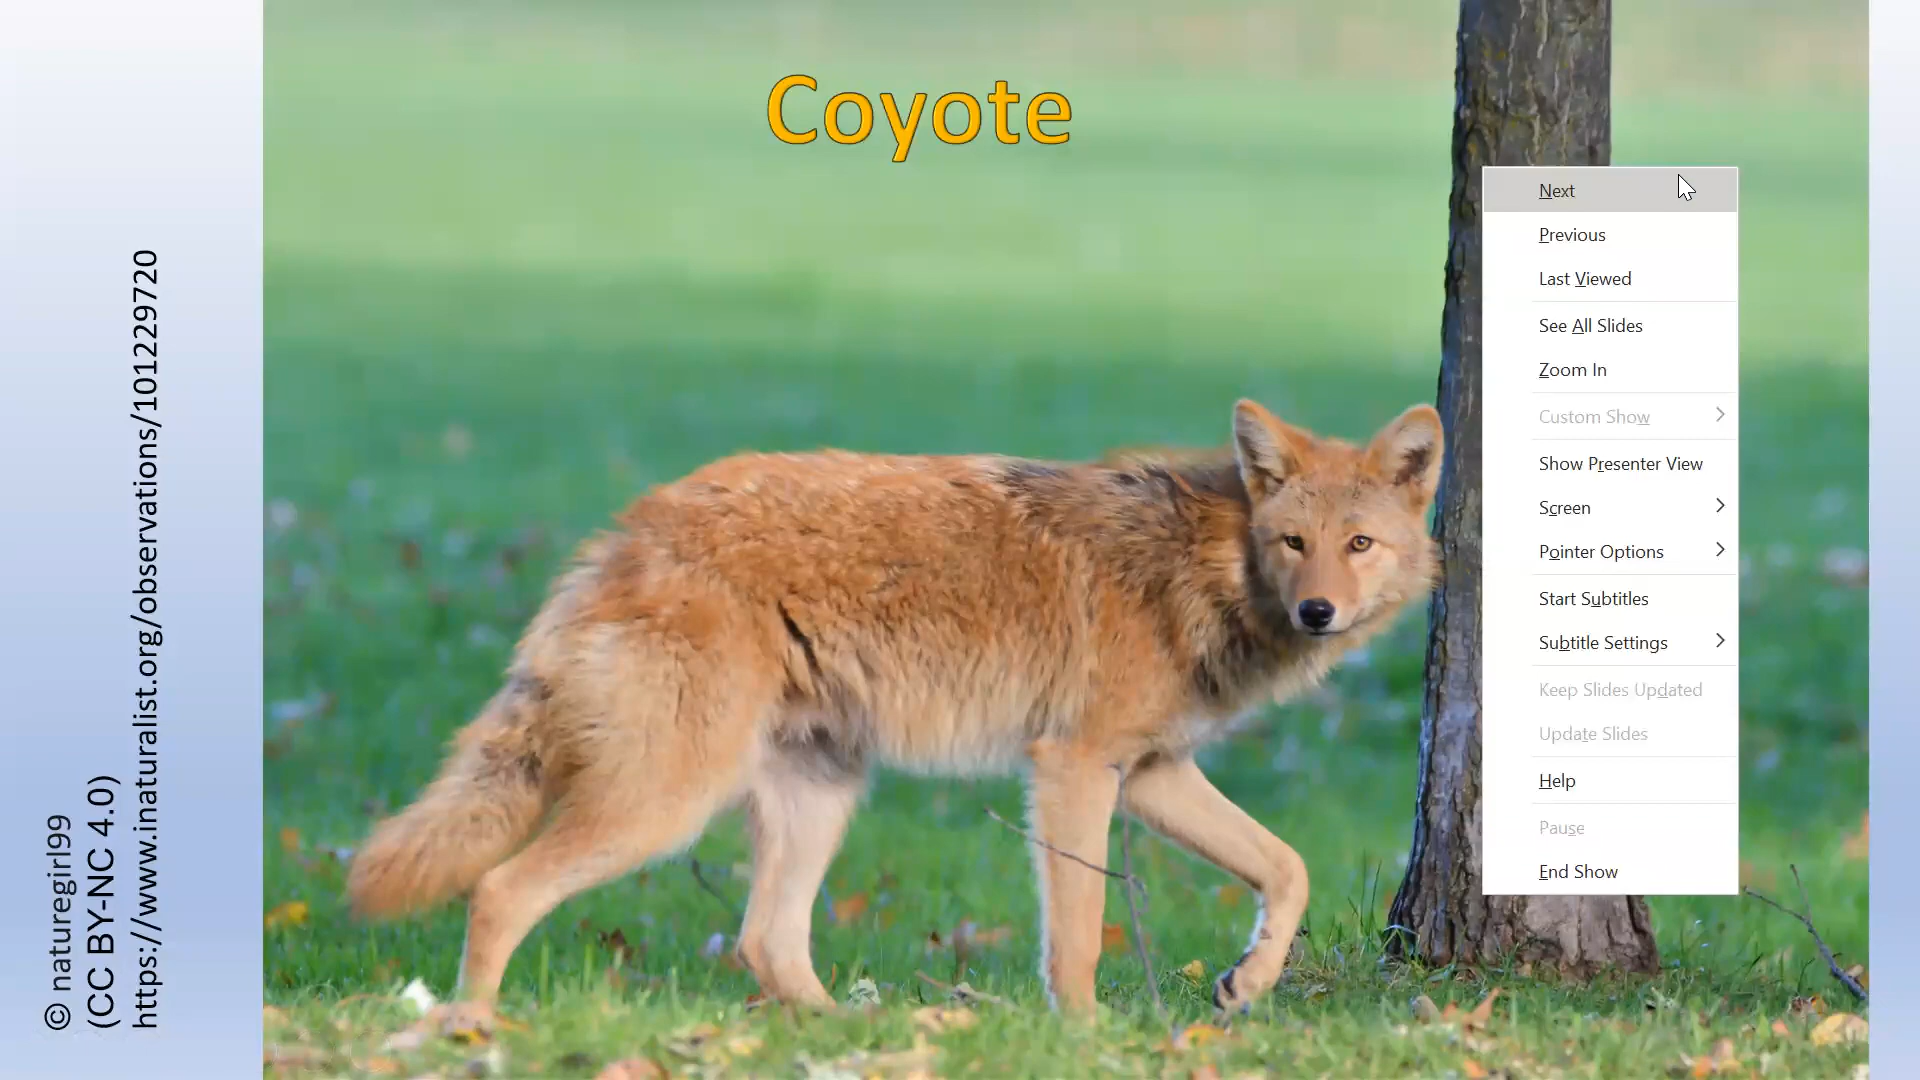 Coyote
© naturegirl99
(CC BY-NC 4.0)
https://www.inaturalist.org/observations/101229720
Next
Previous
Last Viewed
See All Slides
Zoom In
Custom Show
Show Presenter View
Screen
Pointer Options
Start Subtitles
Subtitle Settings
Keep Slides Updated
Update Slides
Help
Pause
End Show